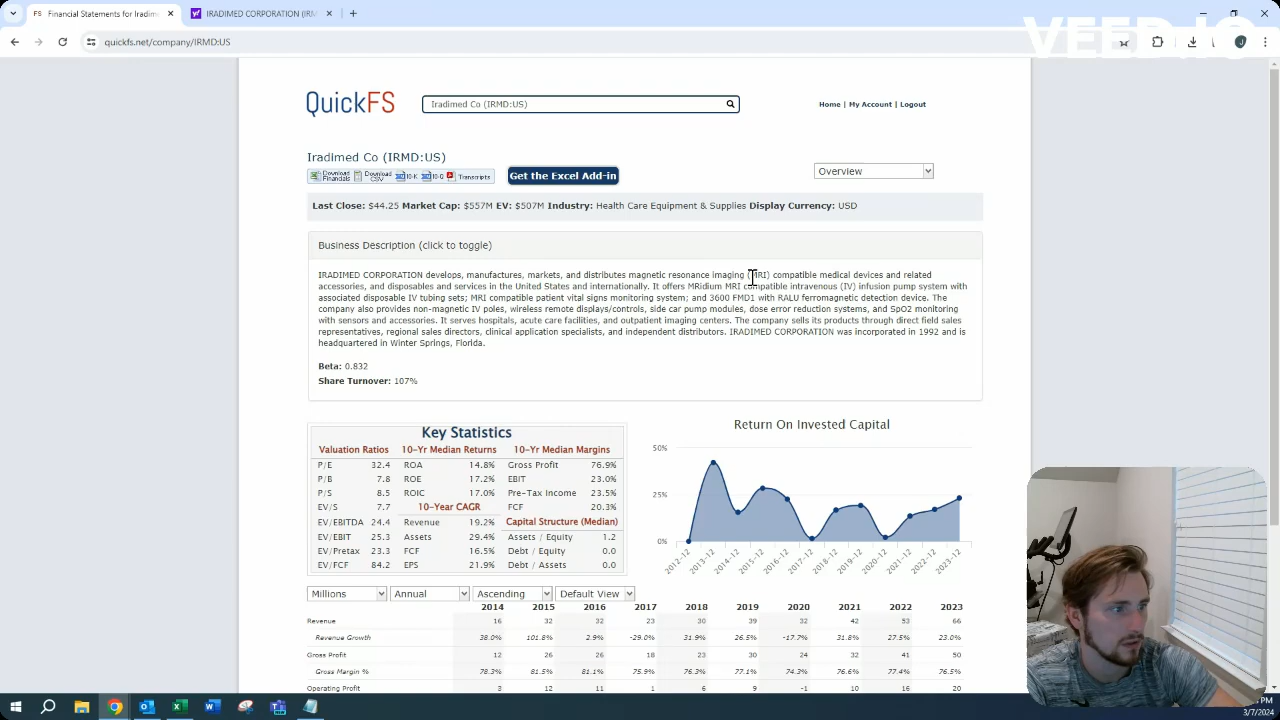 Financial Statements for Iradim
IRADIMED CORPORATION (IRM
VEED.IO
quickfs.net/company/IRMD:US
QuickFS
Iradimed Co (IRMD:US)
Home | My Account | Logout
Iradimed Co (IRMD:US)
Download Financials Download CSV 10-K 10-Q Transcripts
Get the Excel Add-in
Overview
Last Close: $44.25 Market Cap: $557M EV: $507M Industry: Health Care Equipment & Supplies Display Currency: USD
Business Description (click to toggle)
IRADIMED CORPORATION develops, manufactures, markets, and distributes magnetic resonance imaging (MRI) compatible medical devices and related
accessories, and disposables and services in the United States and internationally. It offers MRidium MRI compatible intravenous (IV) infusion pump system with
associated disposable IV tubing sets; MRI compatible patient vital signs monitoring system; and 3600 FMD1 with RALU ferromagnetic detection device. The
company also provides non-magnetic IV poles, wireless remote displays/controls, side car pump modules, dose error reduction systems, and SpO2 monitoring
with sensors and accessories. It serves hospitals, acute care facilities, and outpatient imaging centers. The company sells its products through direct field sales
representatives, regional sales directors, clinical application specialists, and independent distributors. IRADIMED CORPORATION was incorporated in 1992 and is
headquartered in Winter Springs, Florida.
Beta: 0.832
Share Turnover: 107%
Key Statistics
Valuation Ratios 10-Yr Median Returns 10-Yr Median Margins
P/E 32.4 ROA 14.8% Gross Profit 76.9%
P/B 7.8 ROE 17.2% EBIT 23.0%
P/S 8.5 ROIC 17.0% Pre-Tax Income 23.5%
EV/S 7.7 10-Year CAGR FCF 20.3%
EV/EBITDA 24.4 Revenue 19.2% Capital Structure (Median)
EV/EBIT 25.3 Assets 29.4% Assets / Equity 1.2
EV/Pretax 23.3 FCF 16.5% Debt / Equity 0.0
EV/FCF 84.2 EPS 21.9% Debt / Assets 0.0
Return On Invested Capital
50%
25%
0%
2012-12 2013-12 2014-12 2015-12 2016-12 2017-12 2018-12 2019-12 2020-12 2021-12 2022-12 2023-12
Millions Annual Ascending Default View
2014 2015 2016 2017 2018 2019 2020 2021 2022 2023
Revenue 16 32 32 23 30 39 32 42 53 66
Revenue Growth 38.0% 101.8% 2.9% -29.0% 31.9% 26.5% -17.7% 31.8% 27.5% 23.0%
Gross Profit 12 26 26 18 23 30 24 32 41 50
Gross Margin % 78.3% 81.5% 81.1% 75.9% 76.3% 77.1% 74.3% 76.6% 77.4% 76.5%
Operating Profit 3 12 11 1 6 9 -1 10 16 20
PM
3/7/2024